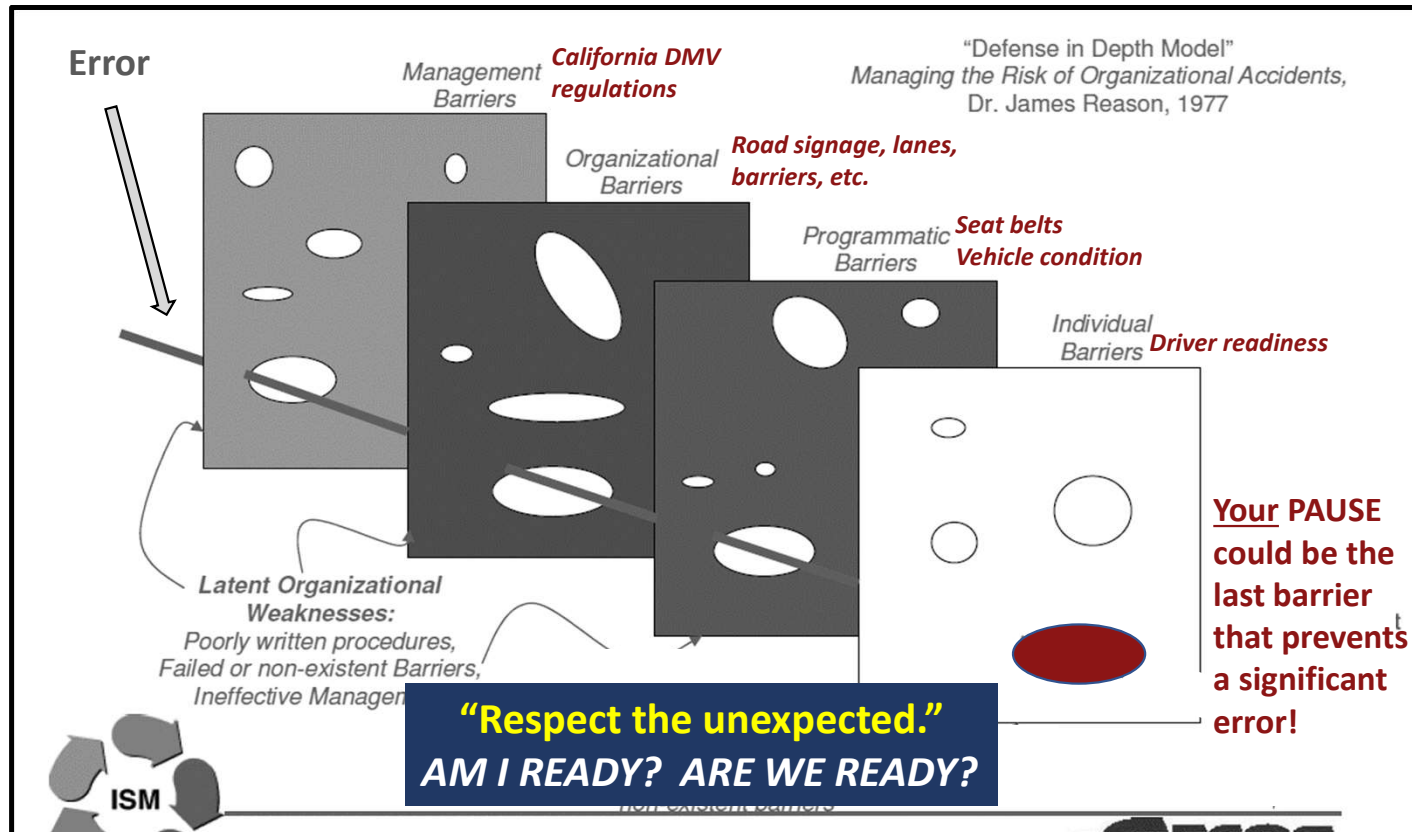 Error
Management
Barriers
California DMV
regulations
"Defense in Depth Model"
Managing the Risk of Organizational Accidents,
Dr. James Reason, 1977
Organizational
Barriers
Road signage, lanes,
barriers, etc.
Programmatic
Barriers
Seat belts
Vehicle condition
Individual
Barriers
Driver readiness
Latent Organizational
Weaknesses:
Poorly written procedures,
Failed or non-existent Barriers,
Ineffective Managem
Your PAUSE
could be the
last barrier
that prevents
a significant
error!
t
“Respect the unexpected.”
AM I READY? ARE WE READY?
non-existent barriers
ISM